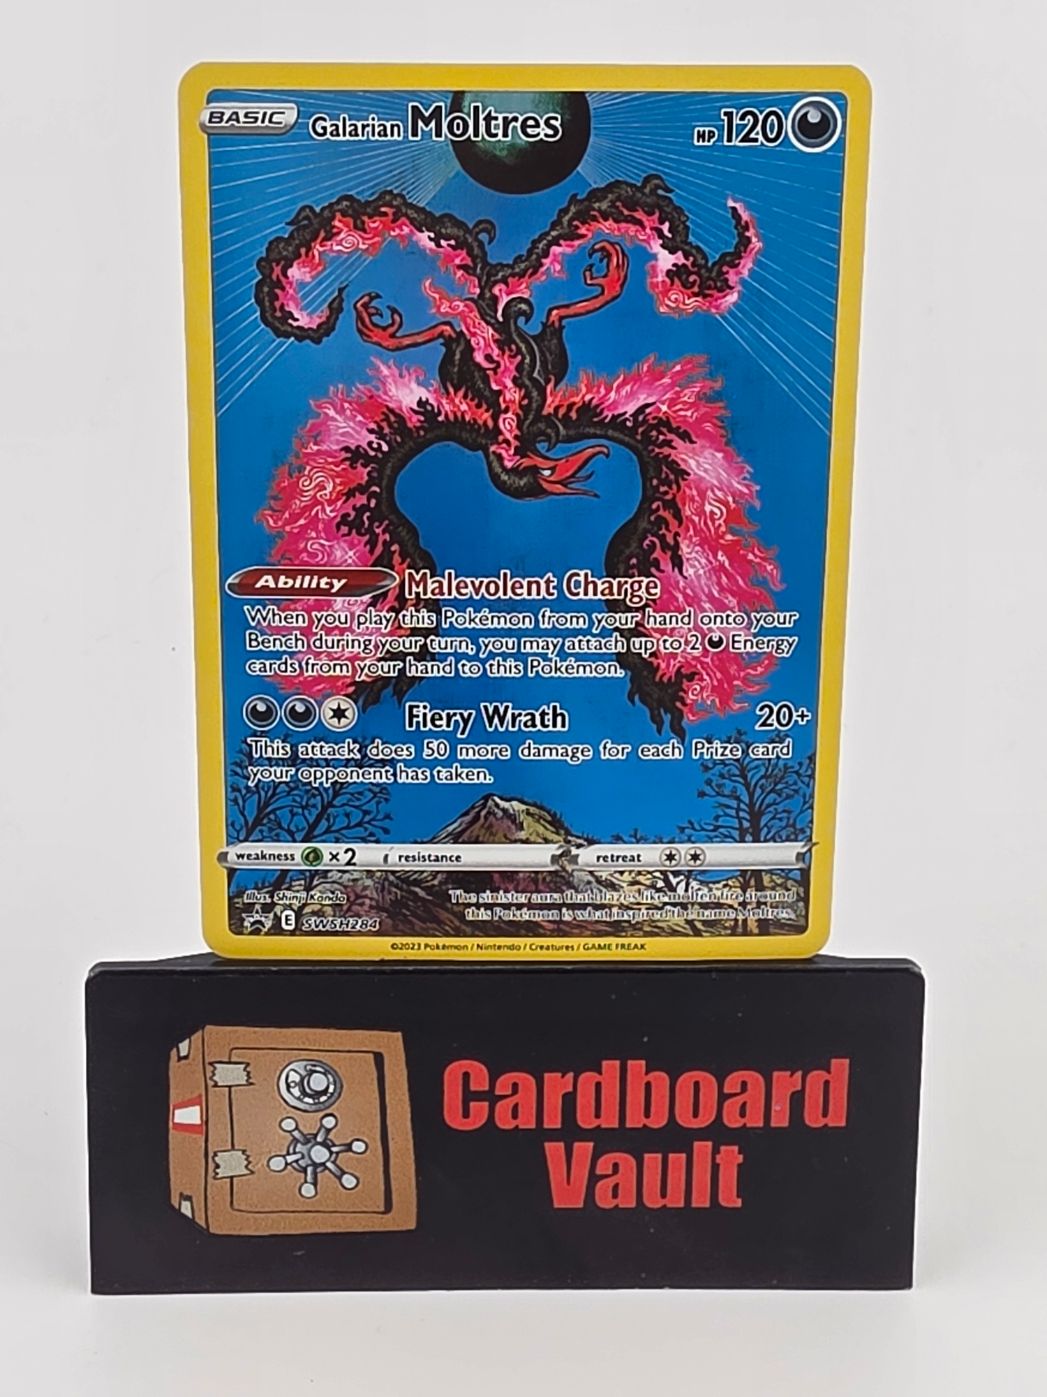 BASIC Galarian Moltres HP 120
Ability Malevolent Charge
When you play this Pokémon from your hand onto your
Bench during your turn, you may attach up to 2 Energy
cards from your hand to this Pokémon.
Fiery Wrath 20+
This attack does 50 more damage for each Prize card
your opponent has taken.
weakness ×2 resistance retreat
Illus. Shinji Kanda
The sinister aura that blazes like molten fire around
this Pokémon is what inspired the name Moltres.
E SWSH284
©2023 Pokémon / Nintendo / Creatures / GAME FREAK
Cardboard
Vault